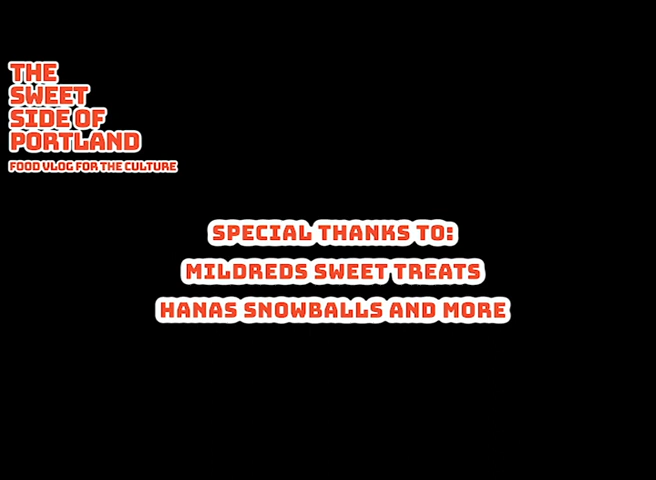 THE
SWEET
SIDE OF
PORTLAND
FOOD VLOG FOR THE CULTURE
SPECIAL THANKS TO:
MILDREDS SWEET TREATS
HANAS SNOWBALLS AND MORE